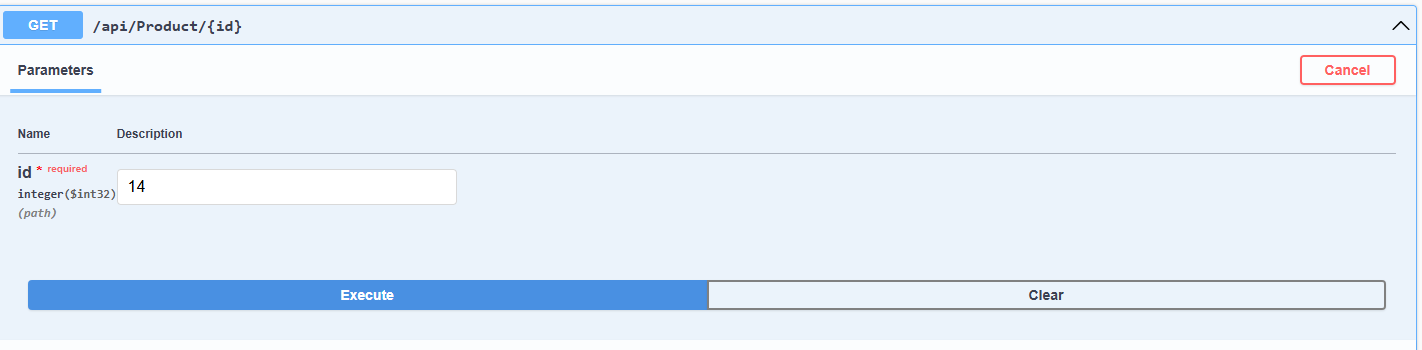 GET /api/Product/{id}
Parameters Cancel
Name Description
id * required
integer($int32) 14
(path)
Execute Clear